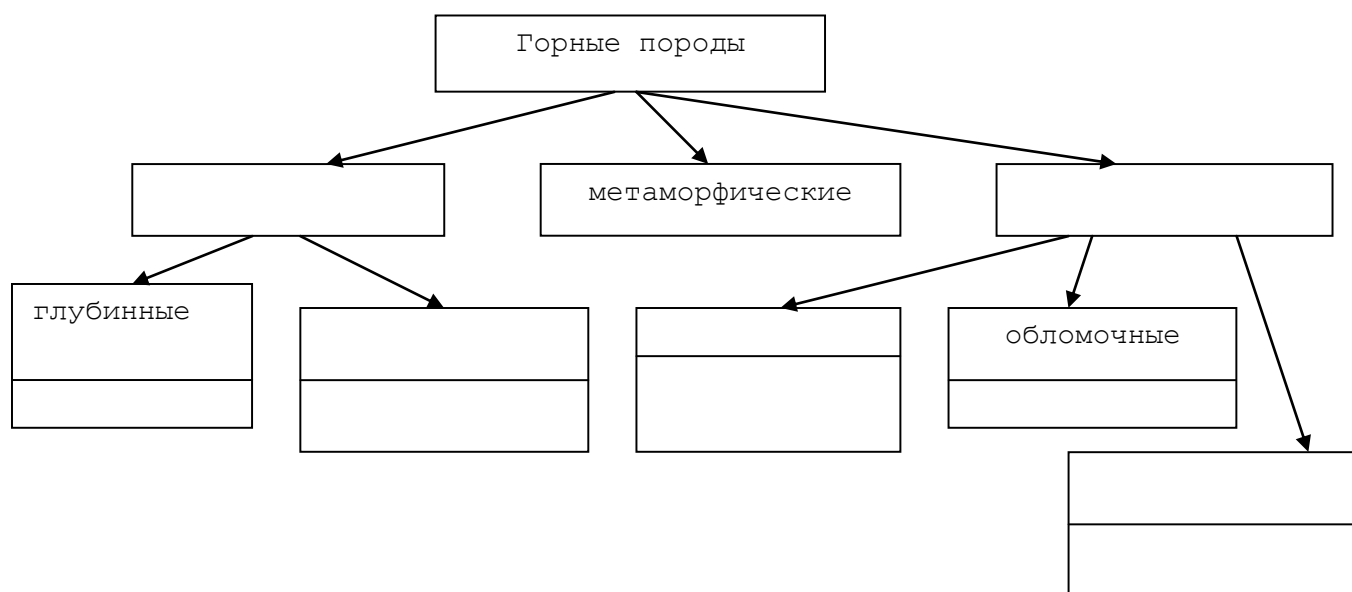 Горные породы
метаморфические
глубинные
обломочные